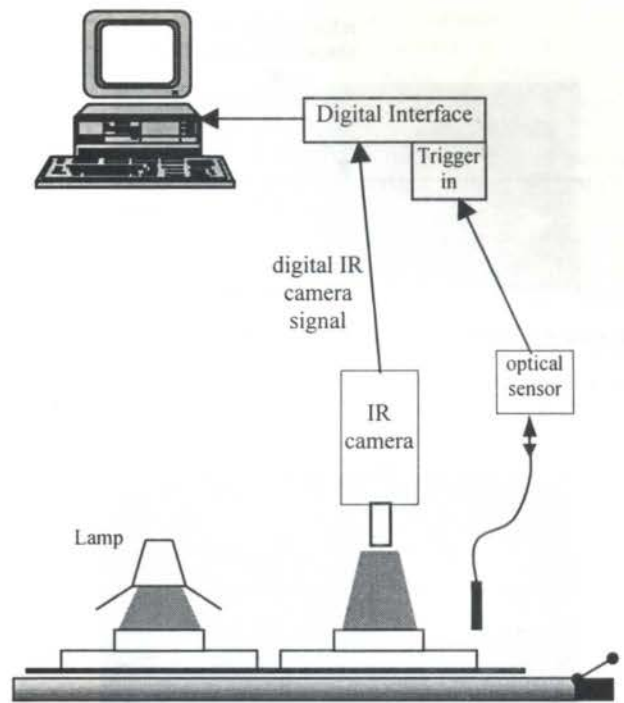 Digital Interface
Trigger
in
digital IR
camera
signal
optical
sensor
IR
camera
Lamp